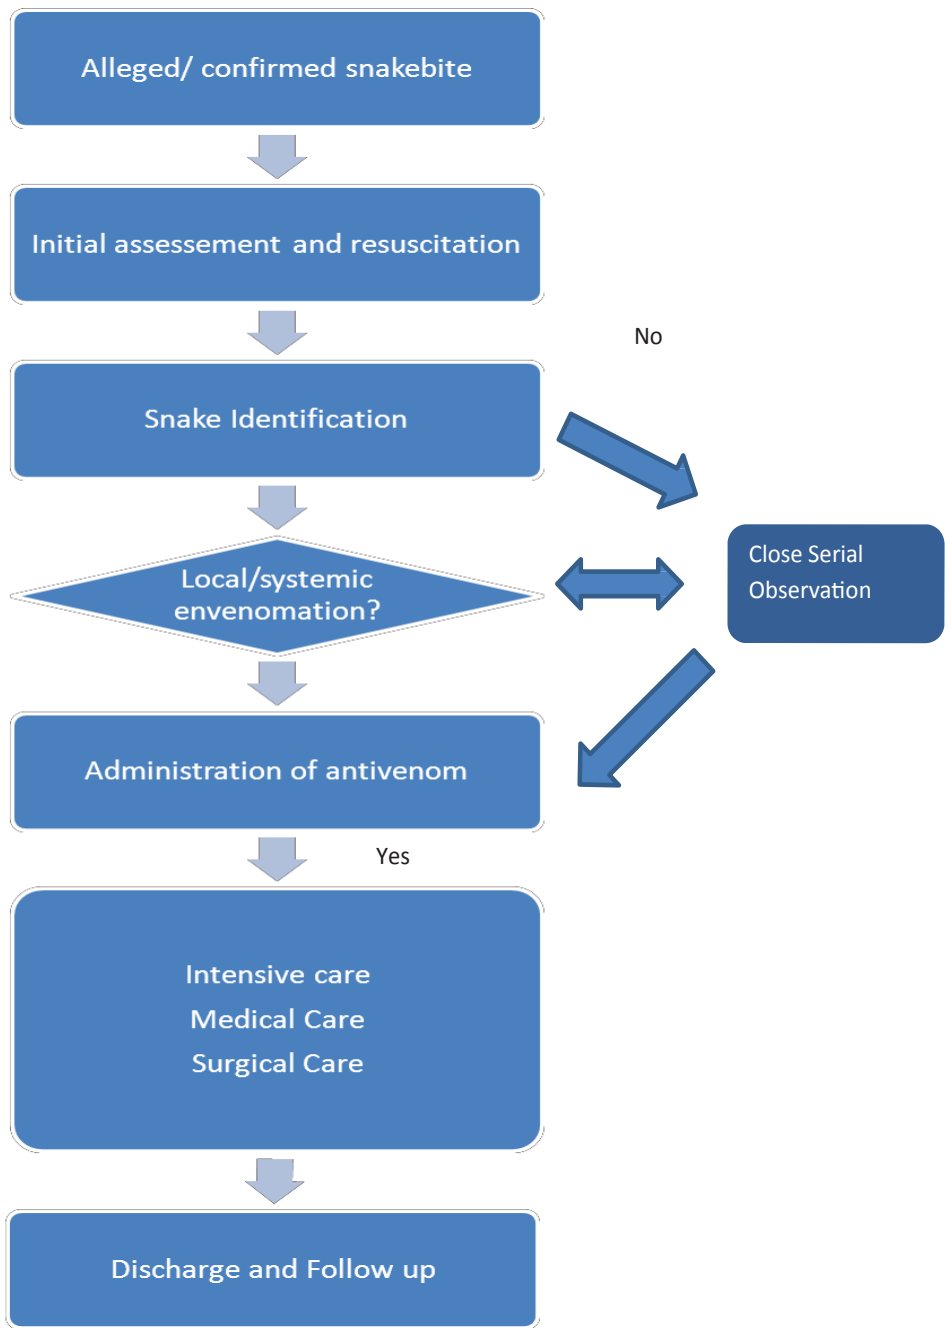 Alleged/ confirmed snakebite
Initial assessement and resuscitation
No
Snake Identification
Local/systemic
envenomation?
Close Serial
Observation
Administration of antivenom
Yes
Intensive care
Medical Care
Surgical Care
Discharge and Follow up